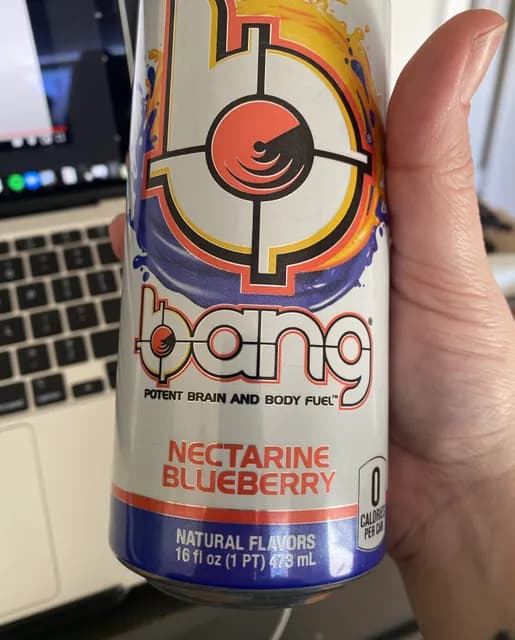 b
bang®
POTENT BRAIN AND BODY FUEL™
NECTARINE
BLUEBERRY
0
CALORIES
PER CAN
NATURAL FLAVORS
16 fl oz (1 PT) 473 mL